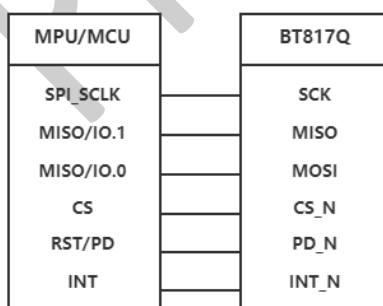 MPU/MCU BT817Q
SPI_SCLK SCK
MISO/IO.1 MISO
MISO/IO.0 MOSI
CS CS_N
RST/PD PD_N
INT INT_N